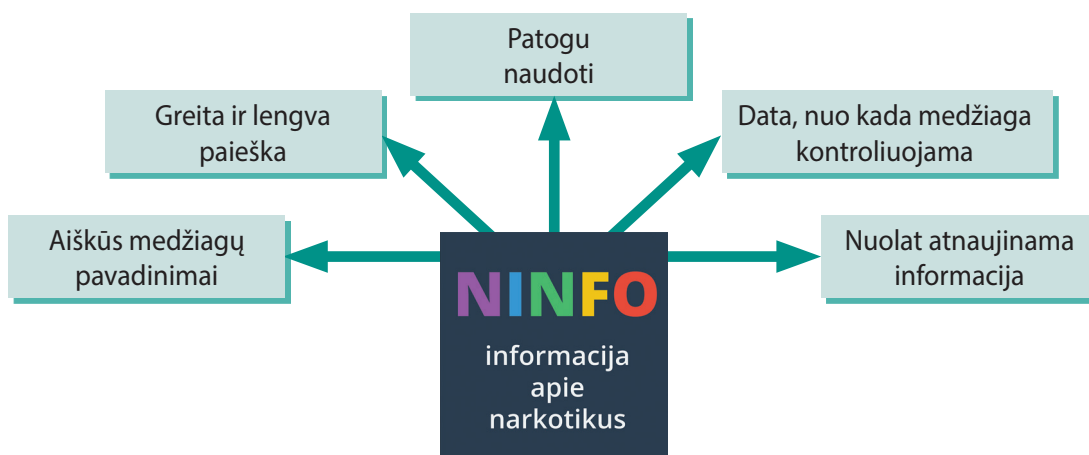 Patogu
naudoti
Greita ir lengva
paieška
Data, nuo kada medžiaga
kontroliuojama
Aiškūs medžiagų
pavadinimai
Nuolat atnaujinama
informacija
NINFO
informacija
apie
narkotikus